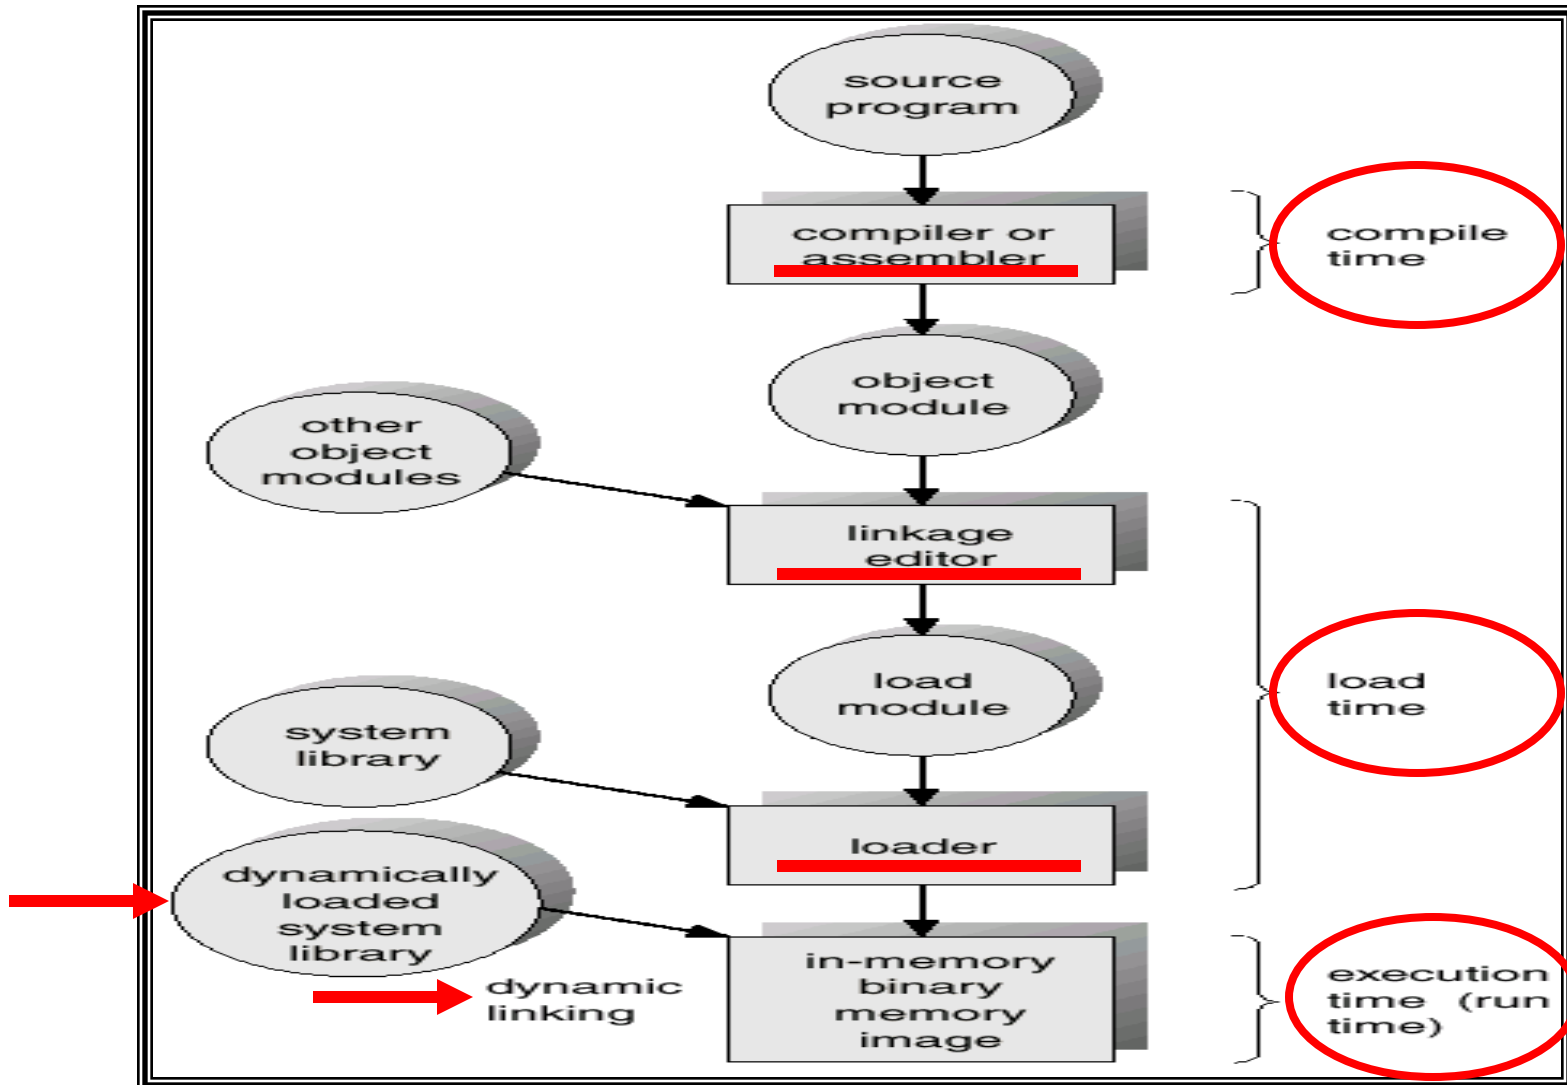 source
program
compiler or
assembler
compile
time
object
module
other
object
modules
linkage
editor
load
module
load
time
system
library
loader
dynamically
loaded
system
library
in-memory
binary
memory
image
execution
time (run
time)
dynamic
linking